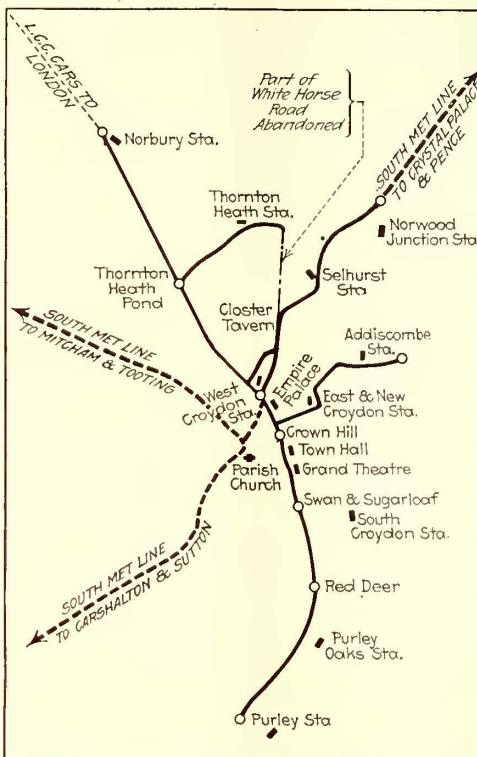 L.C.C. CARS TO
LONDON
Part of
White Horse
Road
Abandoned
SOUTH MET LINE
TO CRYSTAL PALACE
& PENCE
Norbury Sta.
Thornton
Heath Sta.
Norwood
Junction Sta.
Thornton
Heath
Pond
Selhurst
Sta
Closter
Tavern
Addiscombe
Sta.
SOUTH MET LINE
TO MITCHAM & TOOTING
West
Croydon
Sta.
Empire
Palace
East & New
Croydon Sta.
Crown Hill
Town Hall
Grand Theatre
Parish
Church
Swan & Sugarloaf
South
Croydon Sta.
SOUTH MET LINE
TO CARSHALTON & SUTTON
Red Deer
Purley
Oaks Sta.
Purley Sta